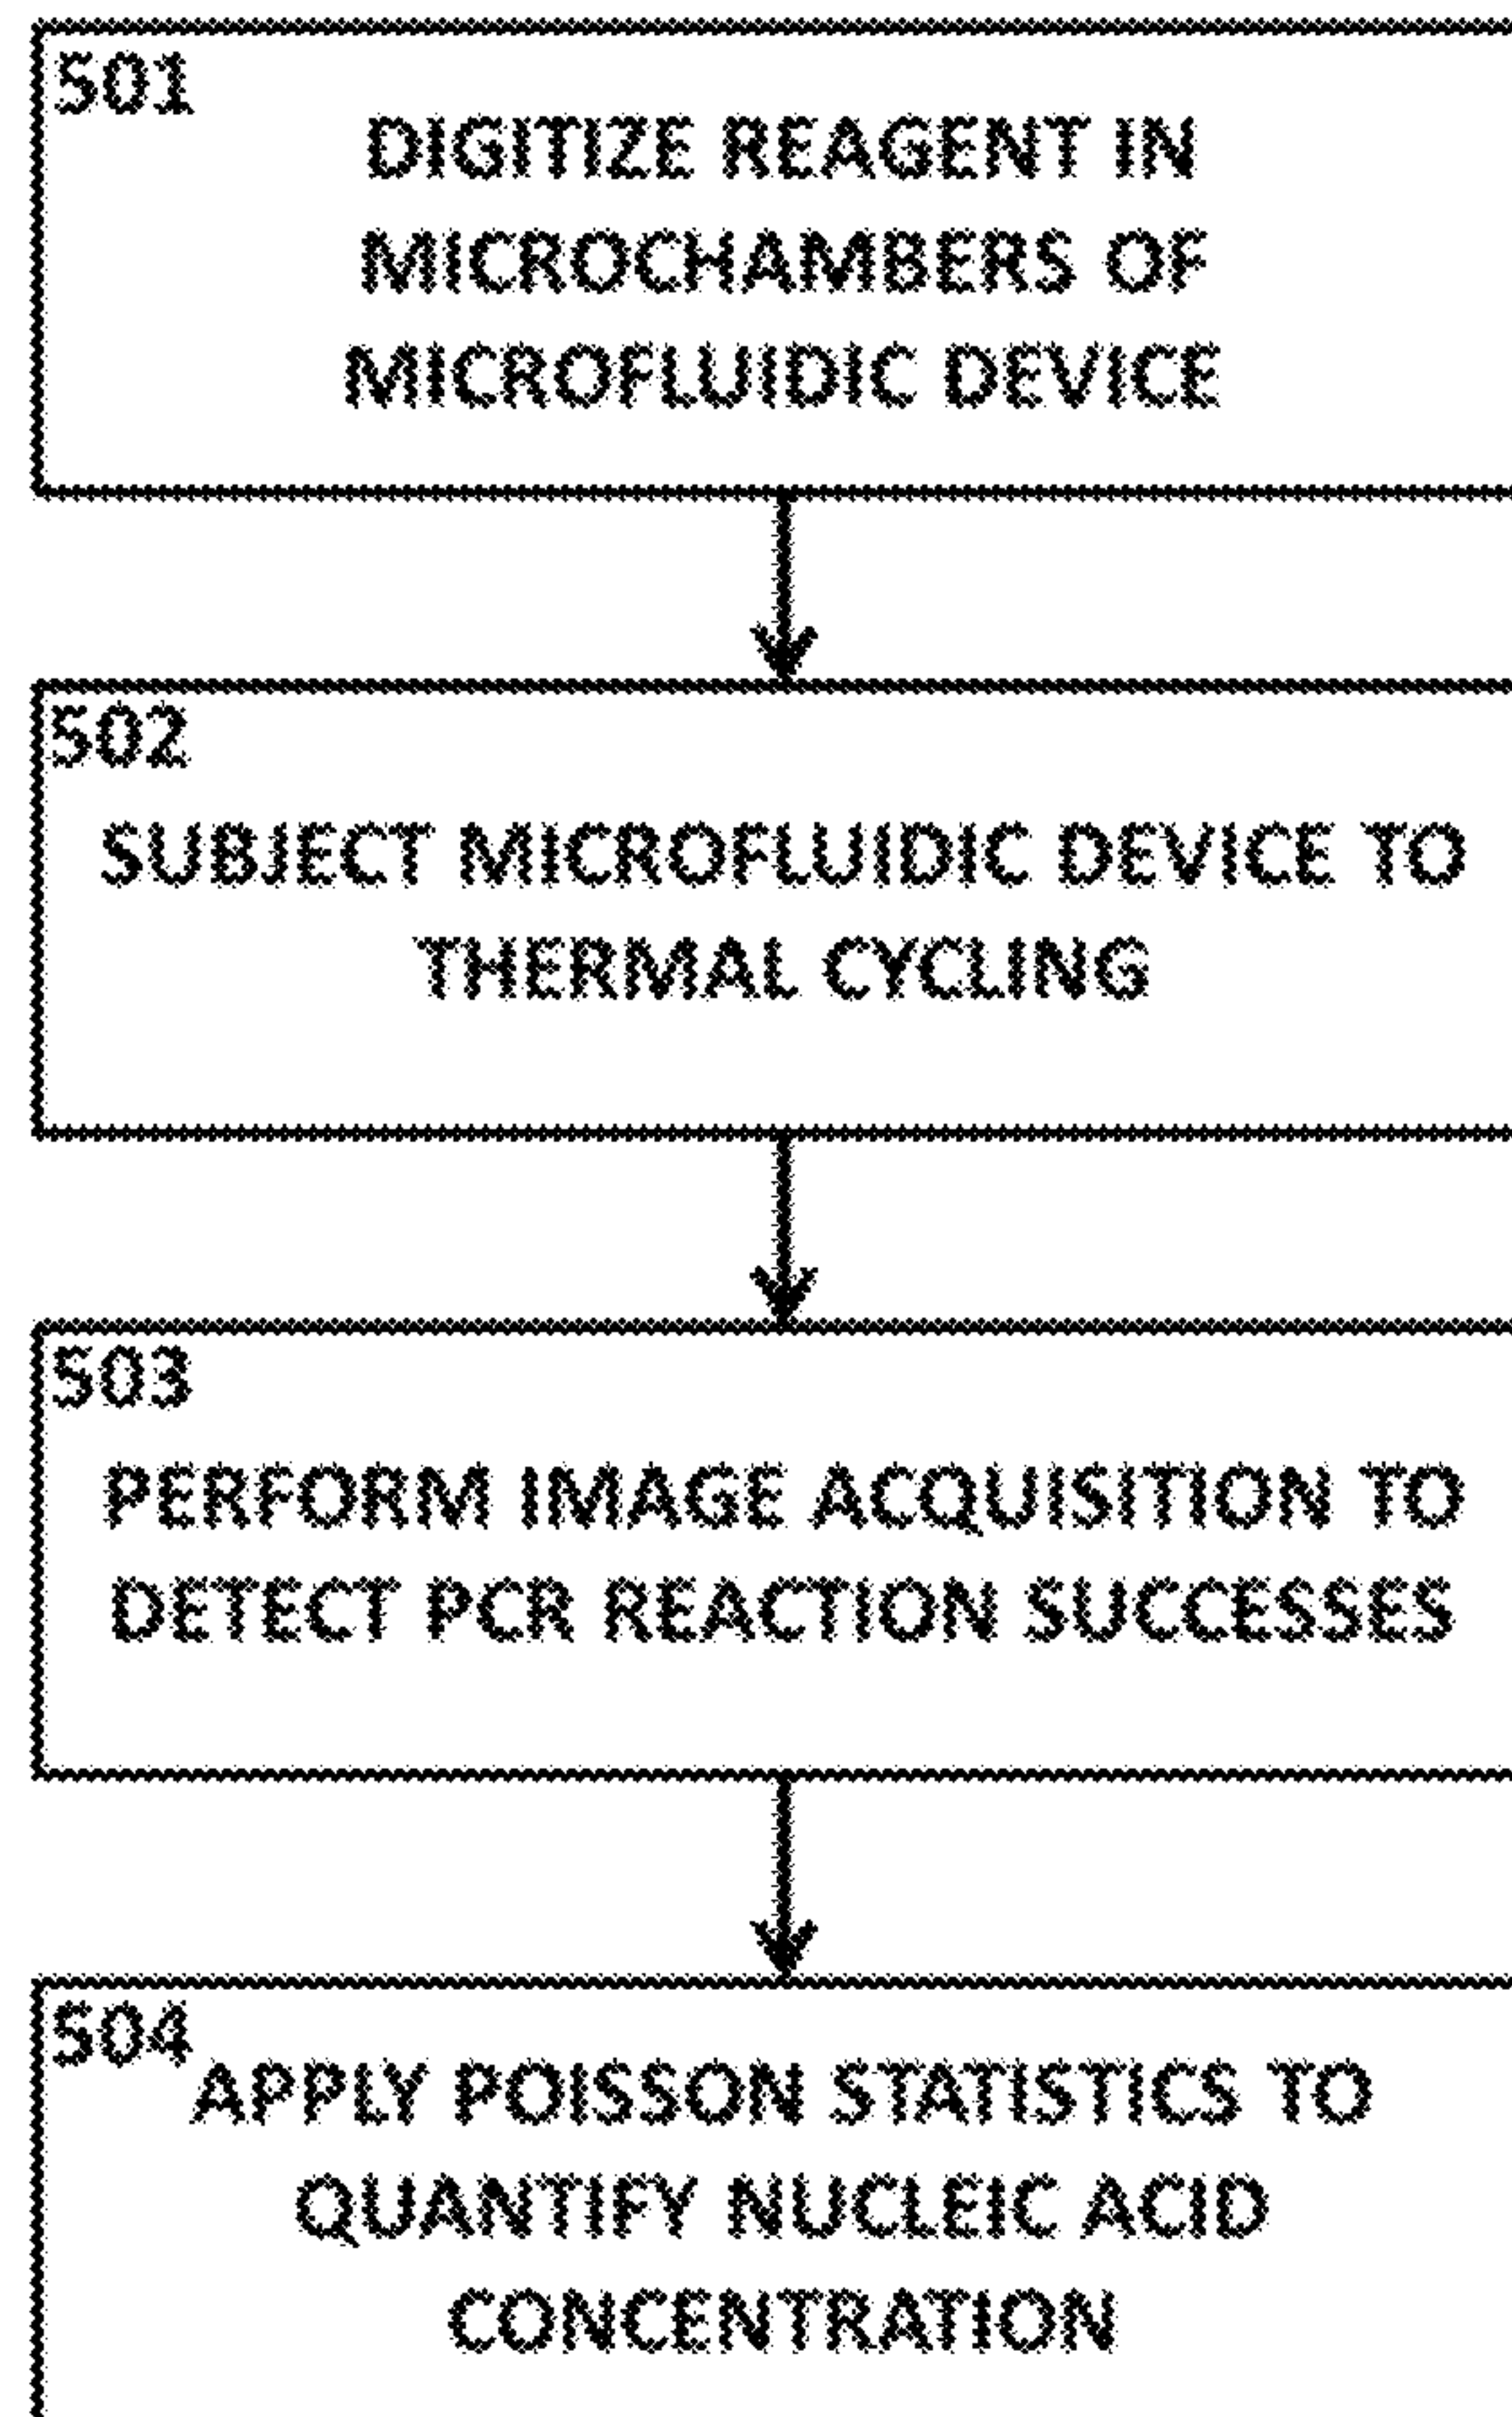 501
DIGITIZE REAGENT IN
MICROCHAMBERS OF
MICROFLUIDIC DEVICE
502
SUBJECT MICROFLUIDIC DEVICE TO
THERMAL CYCLING
503
PERFORM IMAGE ACQUISITION TO
DETECT PCR REACTION SUCCESSES
504
APPLY POISSON STATISTICS TO
QUANTIFY NUCLEIC ACID
CONCENTRATION